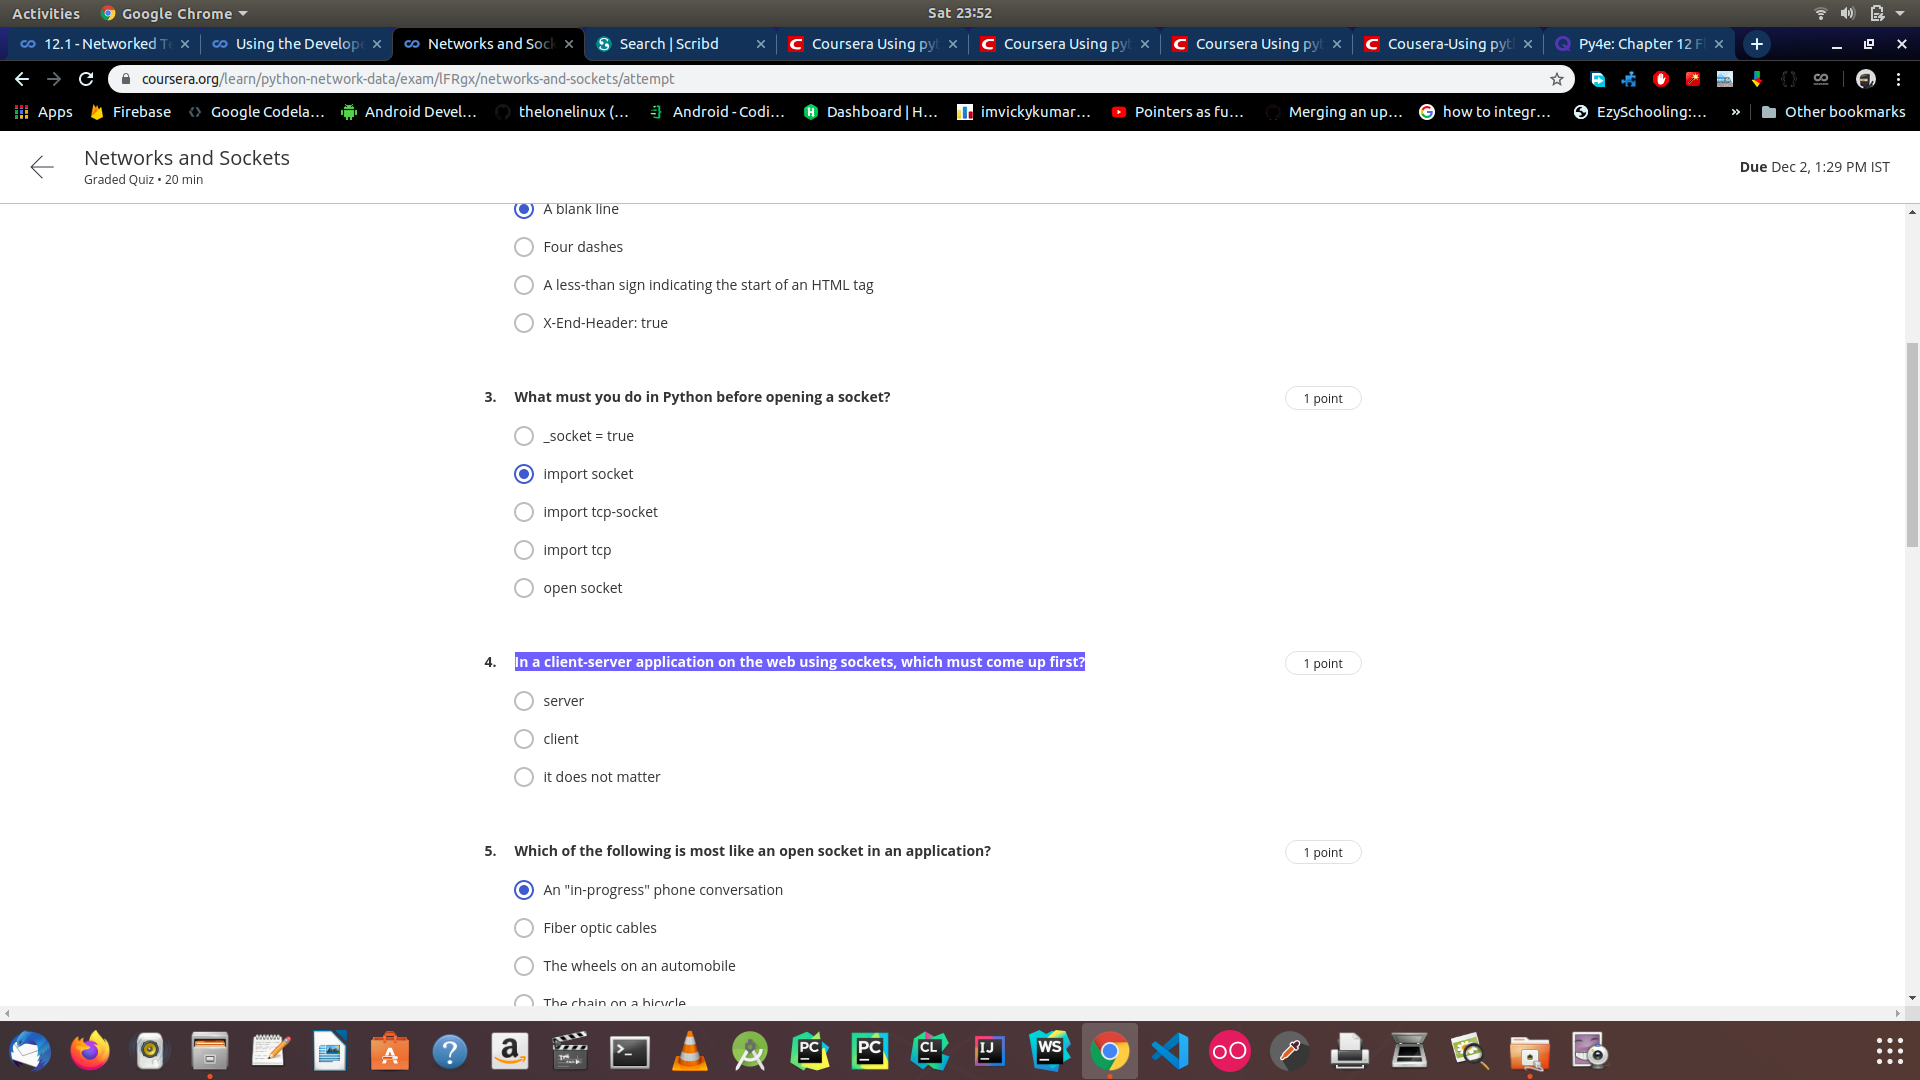 Activities
Google Chrome
Sat 23:52
12.1 - Networked T
Using the Develop
Networks and Sock
Search | Scribd
Coursera Using py
Coursera Using py
Coursera Using py
Cousera-Using pyt
Py4e: Chapter 12 F
coursera.org/learn/python-network-data/exam/lFRgx/networks-and-sockets/attempt
Apps
Firebase
Google Codela...
Android Devel...
thelonelinux (...
Android - Codi...
Dashboard | H...
imvickykumar...
Pointers as fu...
Merging an up...
how to integr...
EzySchooling:...
»
Other bookmarks
Networks and Sockets
Graded Quiz • 20 min
Due Dec 2, 1:29 PM IST
A blank line
Four dashes
A less-than sign indicating the start of an HTML tag
X-End-Header: true
3. What must you do in Python before opening a socket?
1 point
_socket = true
import socket
import tcp-socket
import tcp
open socket
4. In a client-server application on the web using sockets, which must come up first?
1 point
server
client
it does not matter
5. Which of the following is most like an open socket in an application?
1 point
An "in-progress" phone conversation
Fiber optic cables
The wheels on an automobile
The chain on a bicycle